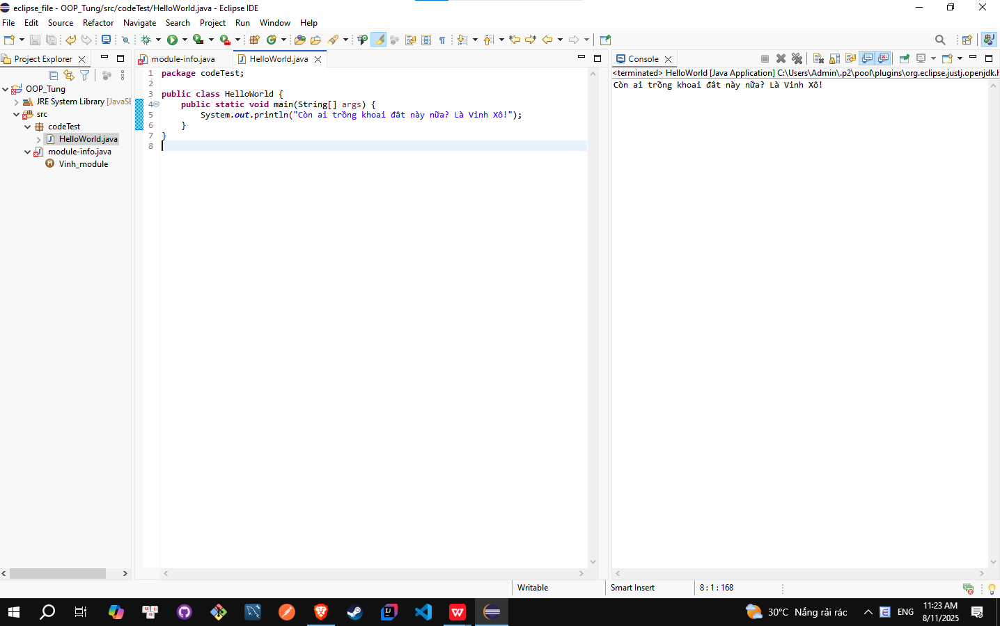 eclipse_file - OOP_Tung/src/codeTest/HelloWorld.java - Eclipse IDE
File Edit Source Refactor Navigate Search Project Run Window Help
Project Explorer
module-info.java
HelloWorld.java
Console
OOP_Tung
JRE System Library [JavaSE
src
codeTest
HelloWorld.java
module-info.java
Vinh_module
1 package codeTest;
2
3 public class HelloWorld {
4 public static void main(String[] args) {
5 System.out.println("Còn ai trồng khoai đất này nữa? Là Vinh Xô!");
6 }
7 }
8
<terminated> HelloWorld [Java Application] C:\Users\Admin\.p2\pool\plugins\org.eclipse.justj.openjdk.h
Còn ai trồng khoai đất này nữa? Là Vinh Xô!
Writable
Smart Insert
8 : 1 : 168
30°C Nắng rải rác
ENG
11:23 AM
8/11/2025